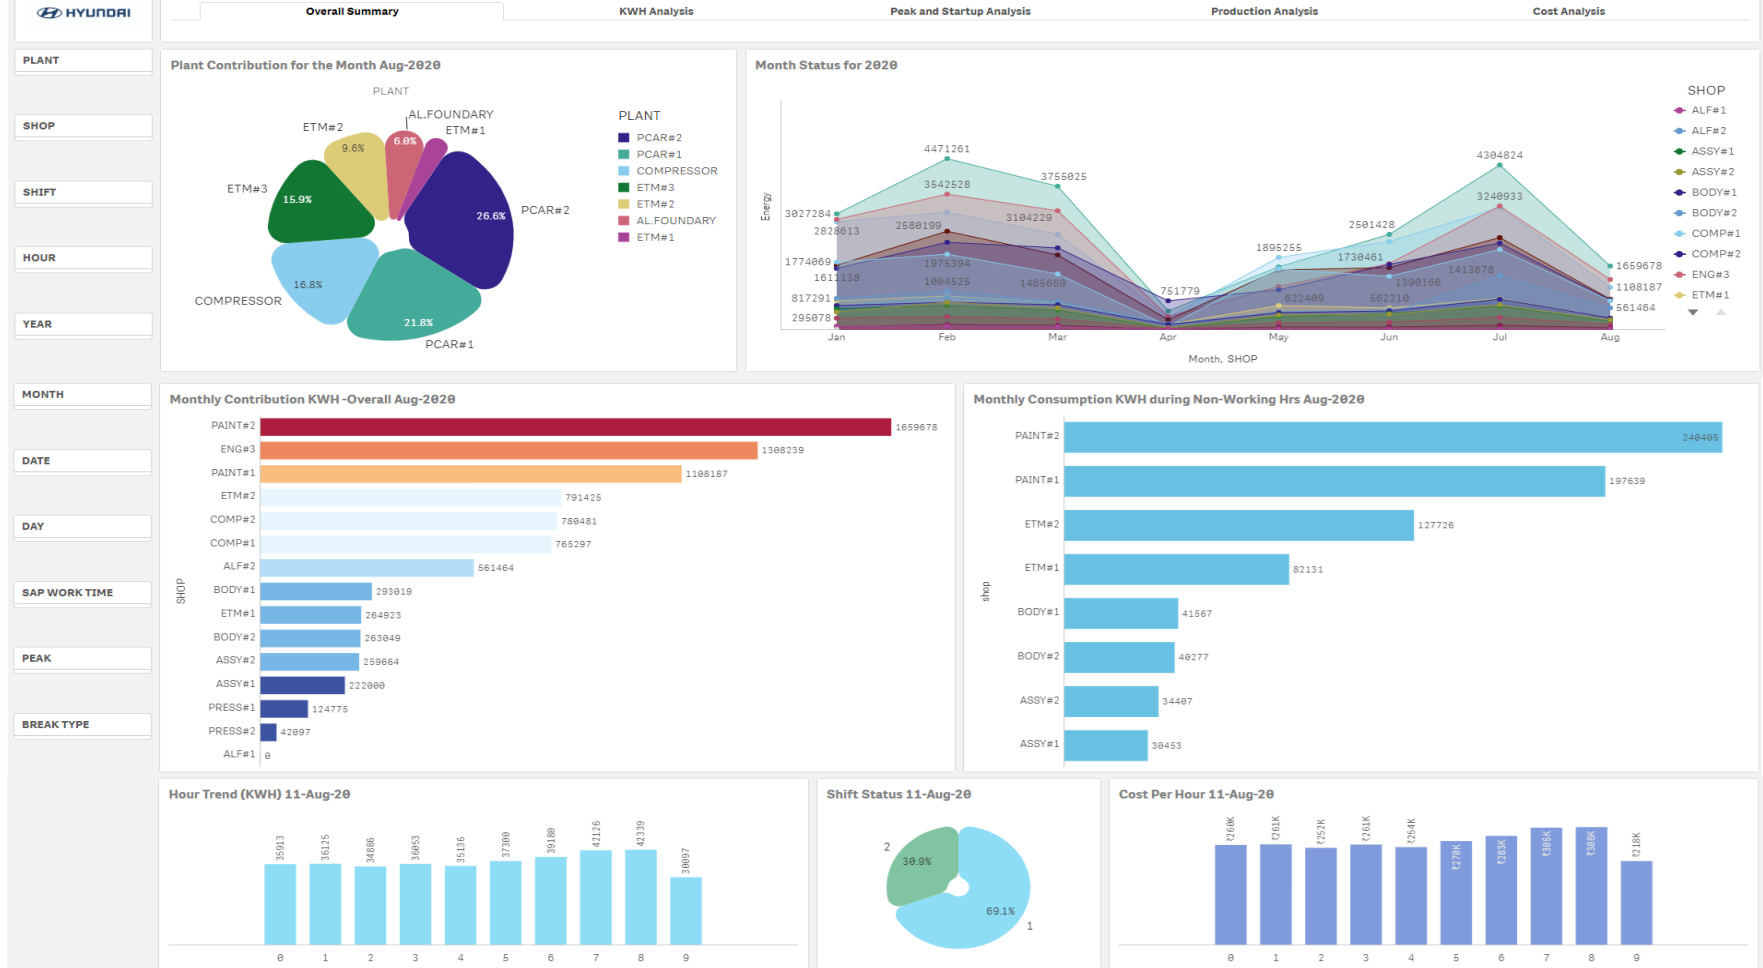 HYUNDAI
Overall Summary
KWH Analysis
Peak and Startup Analysis
Production Analysis
Cost Analysis
PLANT
SHOP
SHIFT
HOUR
YEAR
MONTH
DATE
DAY
SAP WORK TIME
PEAK
BREAK TYPE
Plant Contribution for the Month Aug-2020
PLANT
AL.FOUNDARY
ETM#1
ETM#2
6.0%
9.6%
ETM#3
15.9%
26.6%
PCAR#2
16.8%
COMPRESSOR
21.8%
PCAR#1
PLANT
PCAR#2
PCAR#1
COMPRESSOR
ETM#3
ETM#2
AL.FOUNDARY
ETM#1
Month Status for 2020
Energy
4471261
4304824
3755025
3542528
3240933
3027284
3104229
2828613
2580199
2501428
1895255
1774069
1975394
1730461
1659678
1611138
1465669
1413678
1004525
1390166
1108187
751779
817291
622409
562210
561464
295078
Jan
Feb
Mar
Apr
May
Jun
Jul
Aug
Month, SHOP
SHOP
ALF#1
ALF#2
ASSY#1
ASSY#2
BODY#1
BODY#2
COMP#1
COMP#2
ENG#3
ETM#1
Monthly Contribution KWH -Overall Aug-2020
SHOP
PAINT#2 1659678
ENG#3 1308239
PAINT#1 1108187
ETM#2 791425
COMP#2 780481
COMP#1 765297
ALF#2 561464
BODY#1 293019
ETM#1 264923
BODY#2 263049
ASSY#2 259664
ASSY#1 222000
PRESS#1 124775
PRESS#2 42097
ALF#1 0
Monthly Consumption KWH during Non-Working Hrs Aug-2020
shop
PAINT#2 240405
PAINT#1 197639
ETM#2 127726
ETM#1 82131
BODY#1 41567
BODY#2 40277
ASSY#2 34407
ASSY#1 30453
Hour Trend (KWH) 11-Aug-20
35913
36125
34886
36053
35136
37300
39180
42126
42339
30097
0 1 2 3 4 5 6 7 8 9
Shift Status 11-Aug-20
2
30.9%
69.1%
1
Cost Per Hour 11-Aug-20
₹260K
₹261K
₹252K
₹261K
₹254K
₹270K
₹283K
₹305K
₹306K
₹218K
0 1 2 3 4 5 6 7 8 9